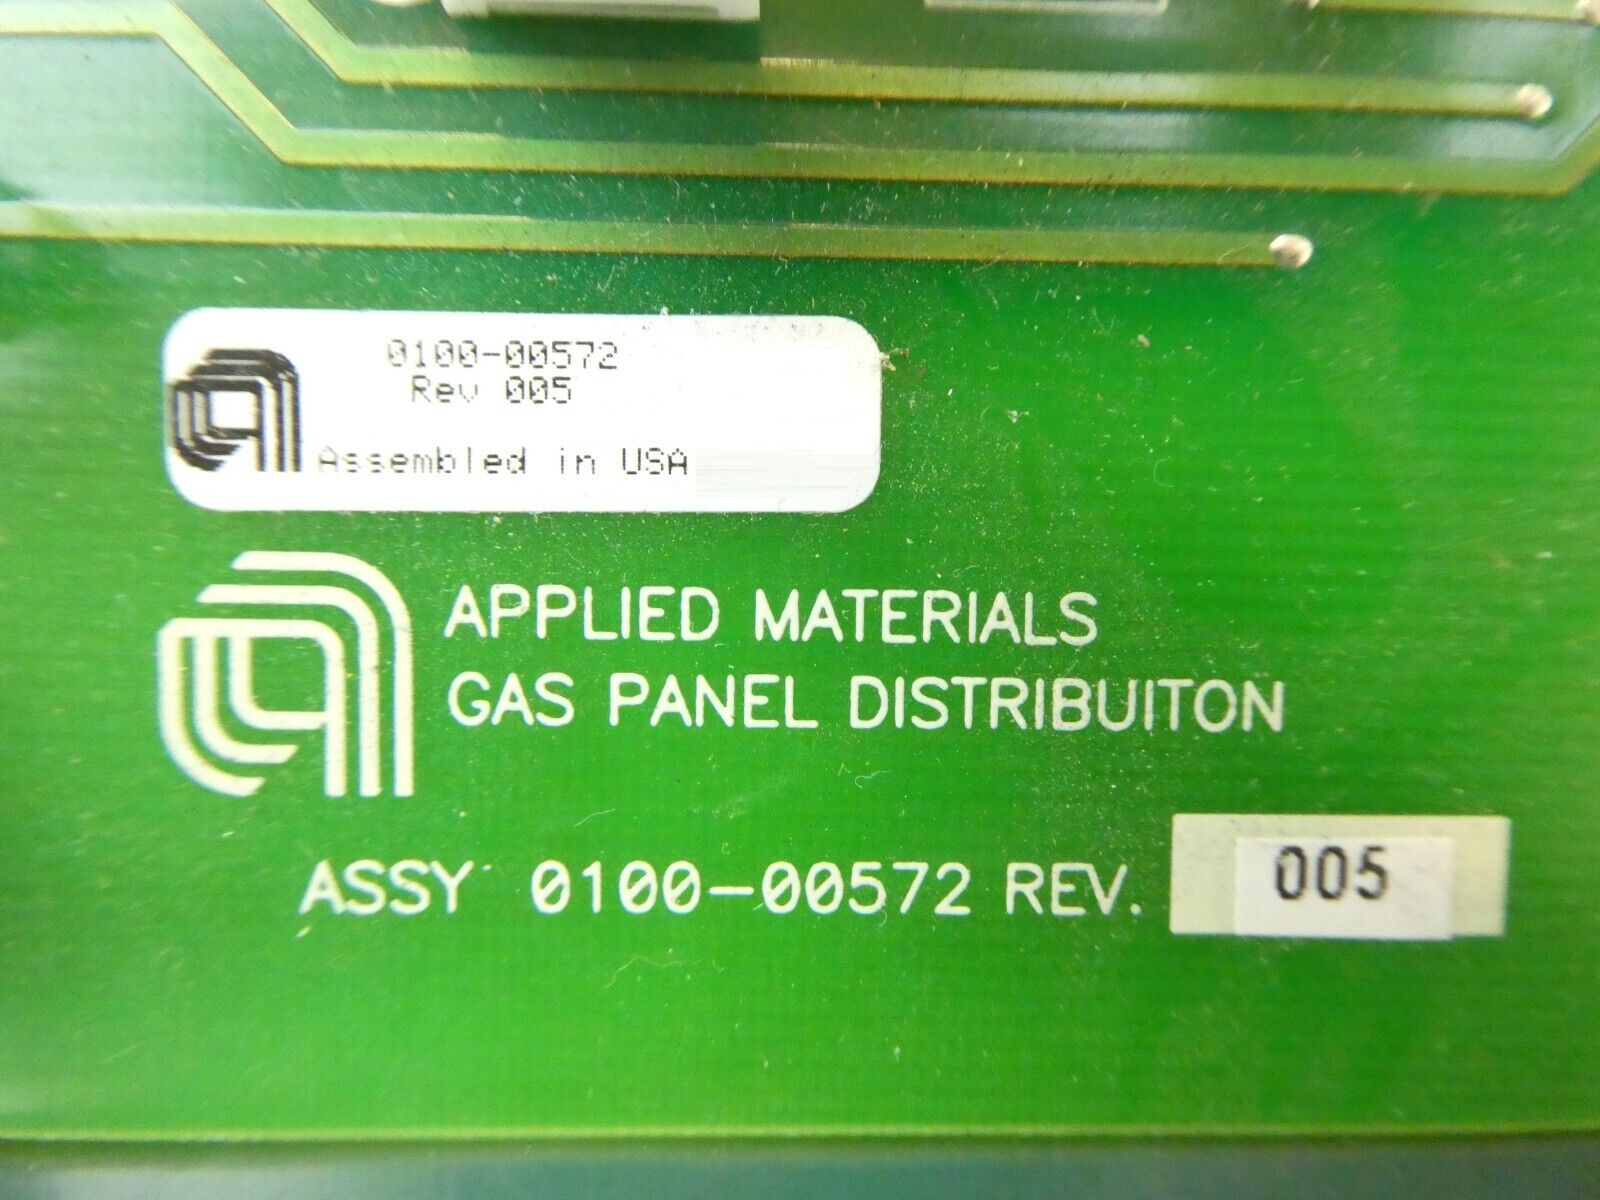 0100-00572
Rev 005
Assembled in USA
APPLIED MATERIALS
GAS PANEL DISTRIBUITON
ASSY 0100-00572 REV. 005